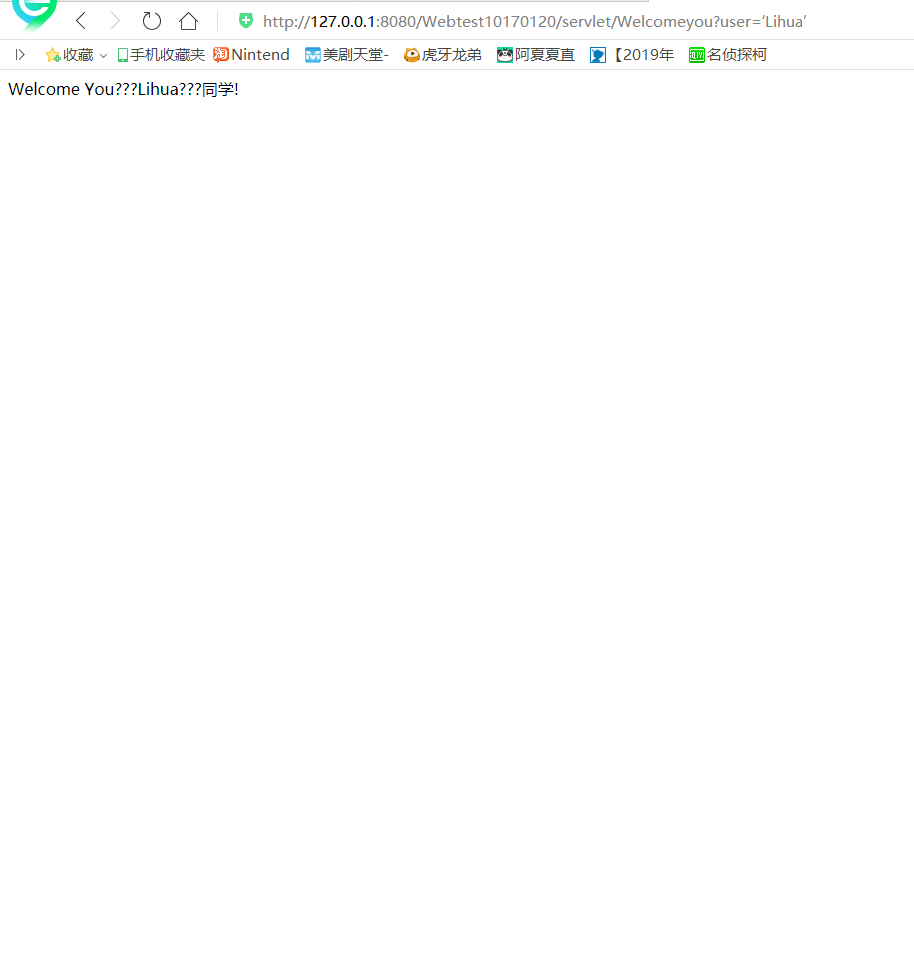 http://127.0.0.1:8080/Webtest10170120/servlet/Welcomeyou?user=‘Lihua’
收藏 手机收藏夹 淘 Nintend 美剧天堂- 虎牙龙弟 阿夏夏直 【2019年 名侦探柯
Welcome You???Lihua???同学!